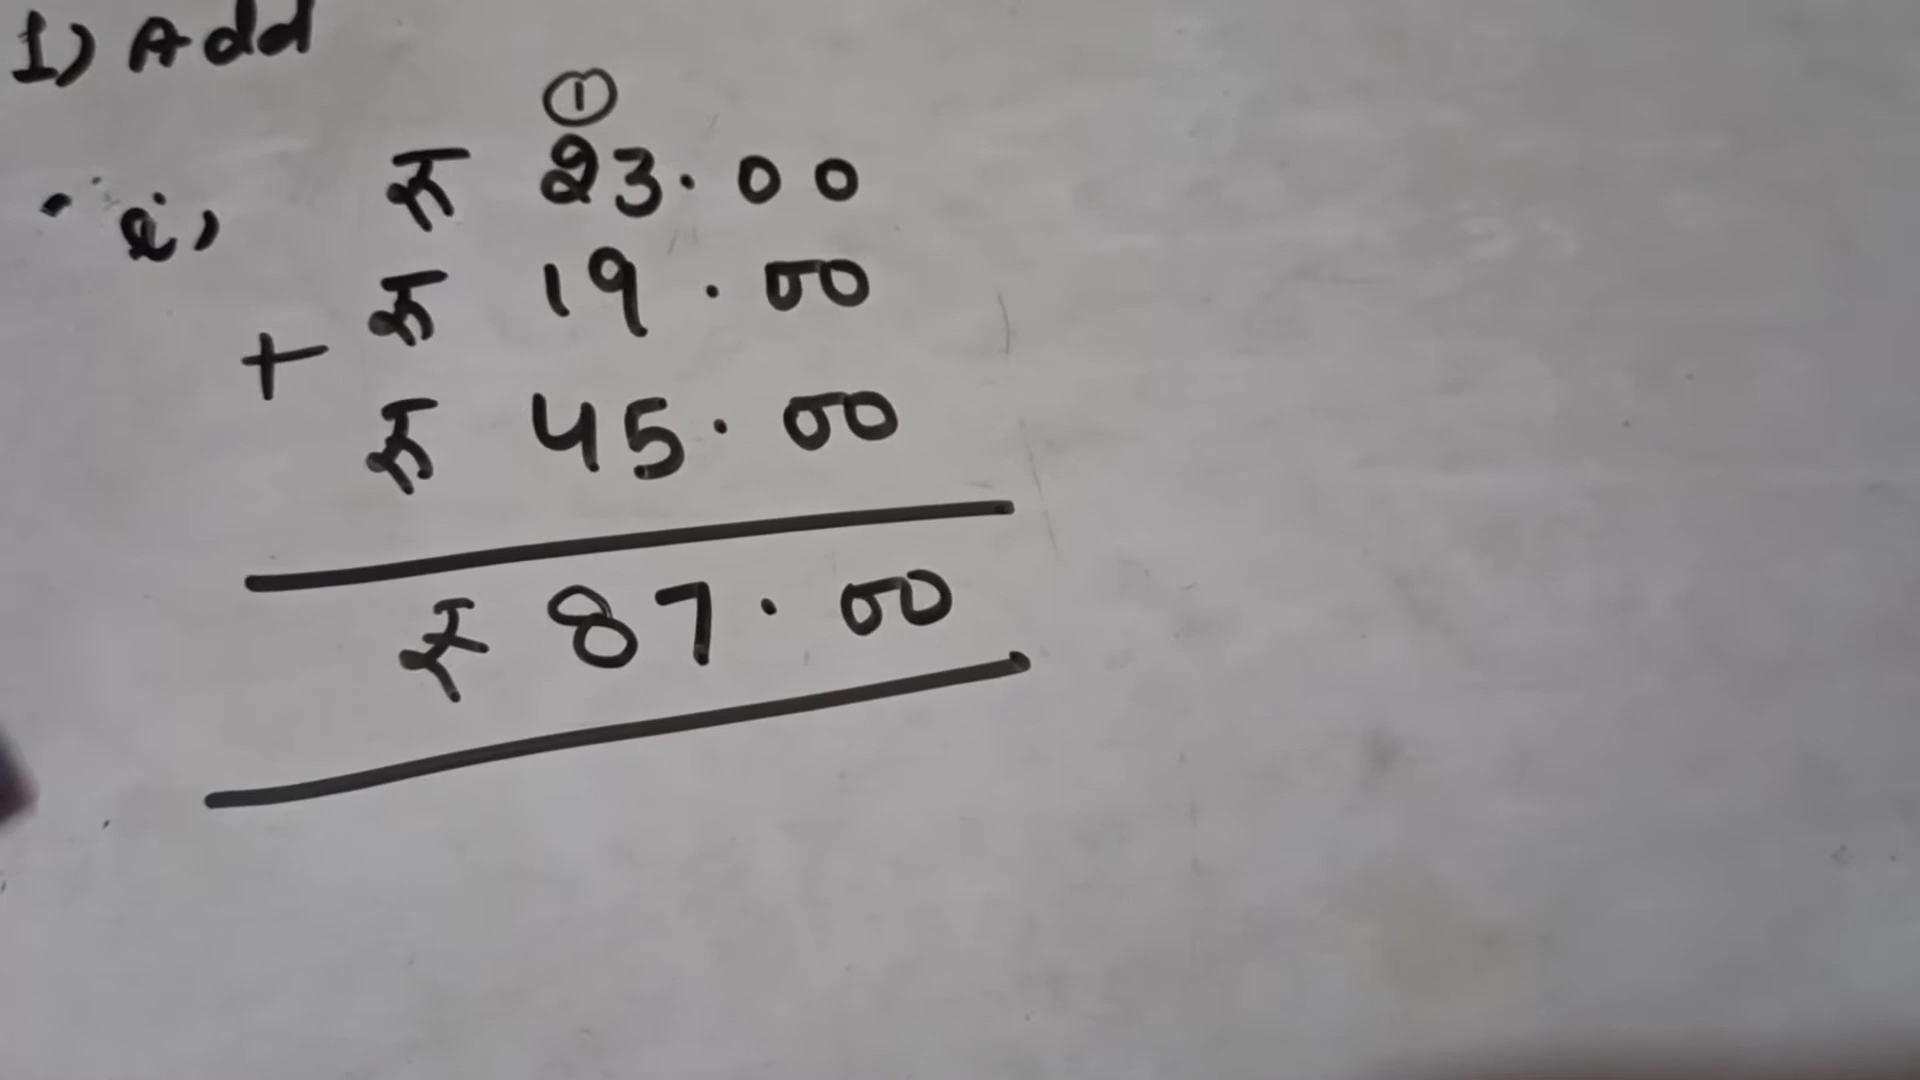 1) Add
①
i) रु 23.00
रु 19.00
+
रु 45.00
रु 87.00